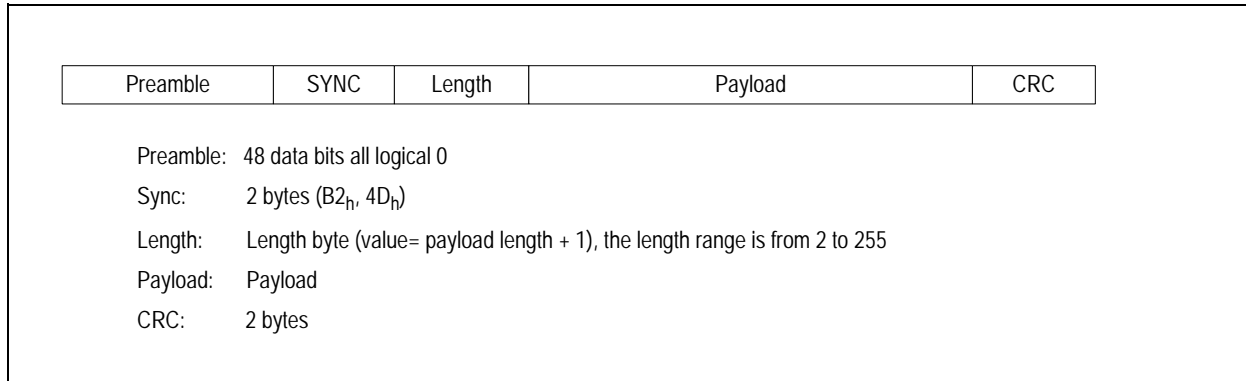 Preamble SYNC Length Payload CRC
Preamble: 48 data bits all logical 0
Sync: 2 bytes (B2h, 4Dh)
Length: Length byte (value= payload length + 1), the length range is from 2 to 255
Payload: Payload
CRC: 2 bytes